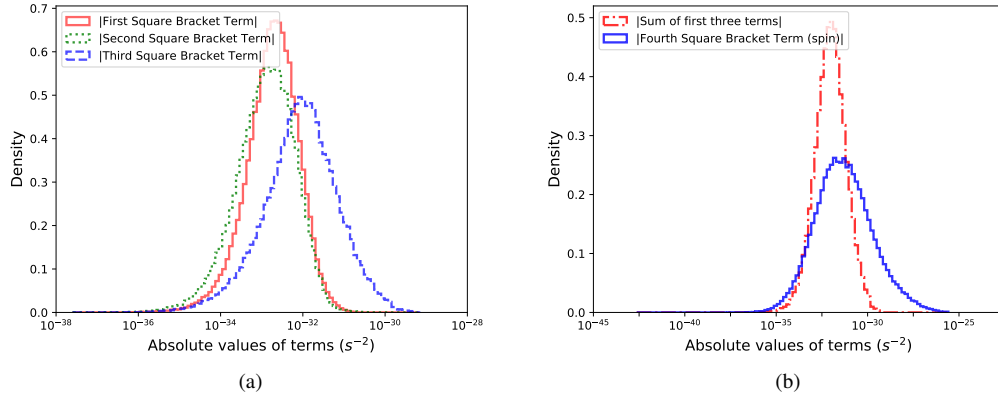 |First Square Bracket Term|
|Second Square Bracket Term|
|Third Square Bracket Term|
0.7
0.6
0.5
0.4
0.3
0.2
0.1
0.0
Density
10⁻³⁸ 10⁻³⁶ 10⁻³⁴ 10⁻³² 10⁻³⁰ 10⁻²⁸
Absolute values of terms (s⁻²)
(a)
|Sum of first three terms|
|Fourth Square Bracket Term (spin)|
0.5
0.4
0.3
0.2
0.1
0.0
Density
10⁻⁴⁵ 10⁻⁴⁰ 10⁻³⁵ 10⁻³⁰ 10⁻²⁵
Absolute values of terms (s⁻²)
(b)